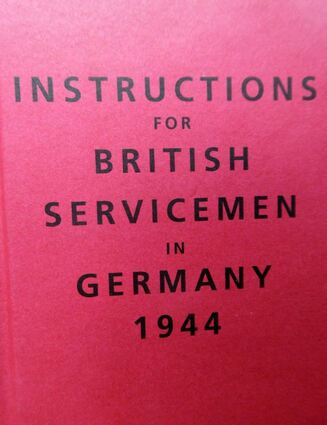 INSTRUCTIONS
FOR
BRITISH
SERVICEMEN
IN
GERMANY
1944